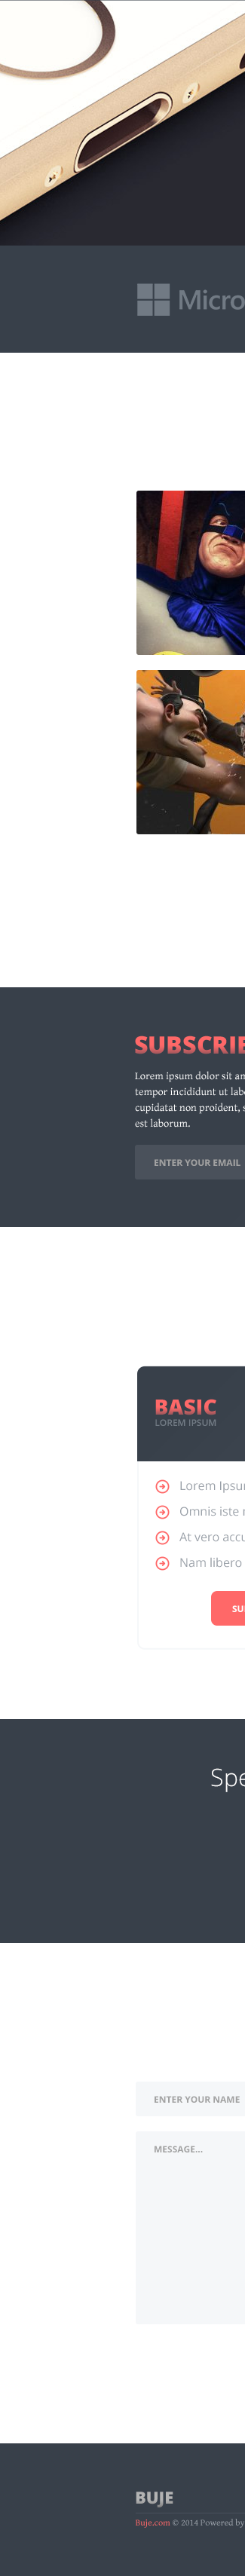 Micro
SUBSCRIB
Lorem ipsum dolor sit am
tempor incididunt ut lab
cupidatat non proident, s
est laborum.
ENTER YOUR EMAIL
BASIC
LOREM IPSUM
Lorem Ipsu
Omnis iste
At vero accu
Nam libero
SU
Spe
ENTER YOUR NAME
MESSAGE...
BUJE
Buje.com © 2014 Powered by